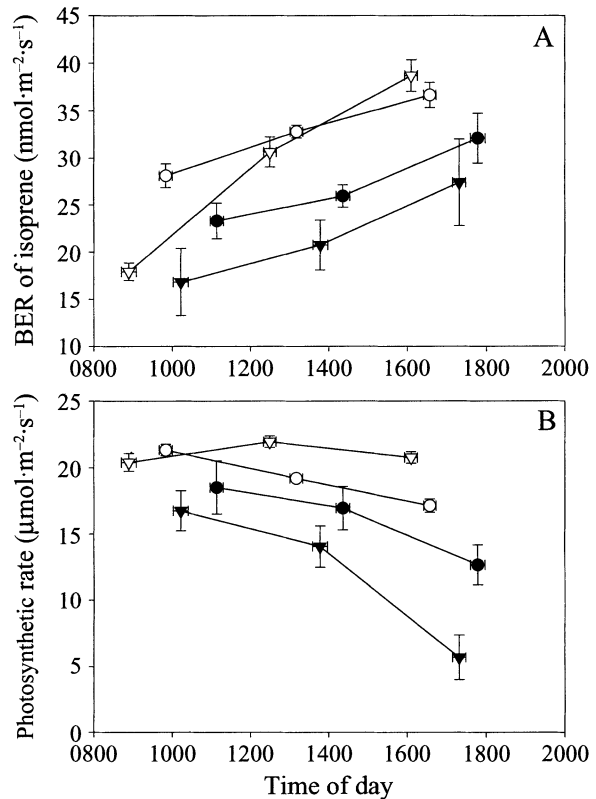 A
BER of isoprene (nmol·m⁻²·s⁻¹)
45
40
35
30
25
20
15
10
0800 1000 1200 1400 1600 1800 2000
B
Photosynthetic rate (μmol·m⁻²·s⁻¹)
25
20
15
10
5
0
0800 1000 1200 1400 1600 1800 2000
Time of day